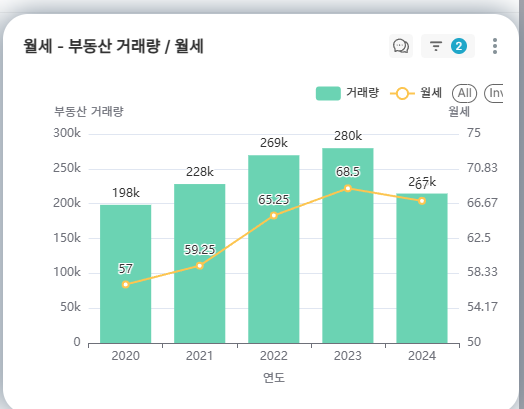 월세 - 부동산 거래량 / 월세
2
거래량 월세 All Inv
부동산 거래량 월세
300k 280k 75
269k
250k 228k 70.83
198k 68.5 67
200k 65.25 66.67
59.25
150k 57 62.5
100k 58.33
50k 54.17
0 50
2020 2021 2022 2023 2024
연도